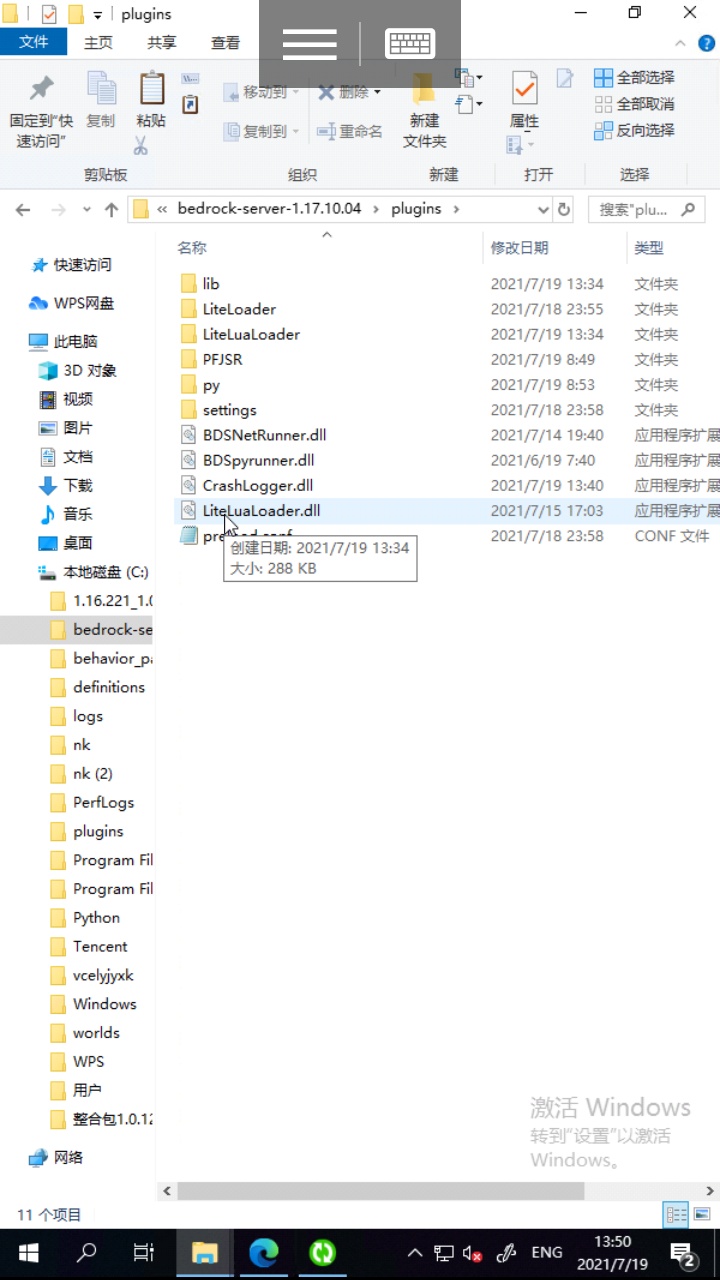 plugins
文件
主页
共享
查看
固定到"快
速访问"
复制
粘贴
移动到
删除
复制到
重命名
新建
文件夹
属性
全部选择
全部取消
反向选择
剪贴板
组织
新建
打开
选择
« bedrock-server-1.17.10.04 > plugins >
搜索"plu...
名称
修改日期
类型
快速访问
WPS网盘
此电脑
3D 对象
视频
图片
文档
下载
音乐
桌面
本地磁盘 (C:)
1.16.221_1.0
bedrock-se
behavior_pa
definitions
logs
nk
nk (2)
PerfLogs
plugins
Program Fil
Program Fil
Python
Tencent
vcelyjyxk
Windows
worlds
WPS
用户
整合包1.0.12
网络
lib 2021/7/19 13:34 文件夹
LiteLoader 2021/7/18 23:55 文件夹
LiteLuaLoader 2021/7/19 13:34 文件夹
PFJSR 2021/7/19 8:49 文件夹
py 2021/7/19 8:53 文件夹
settings 2021/7/18 23:58 文件夹
BDSNetRunner.dll 2021/7/14 19:40 应用程序扩展
BDSpyrunner.dll 2021/6/19 7:40 应用程序扩展
CrashLogger.dll 2021/7/19 13:40 应用程序扩展
LiteLuaLoader.dll 2021/7/15 17:03 应用程序扩展
2021/7/18 23:58 CONF 文件
创建日期: 2021/7/19 13:34
大小: 288 KB
激活 Windows
转到"设置"以激活
Windows。
11 个项目
ENG
13:50
2021/7/19
2